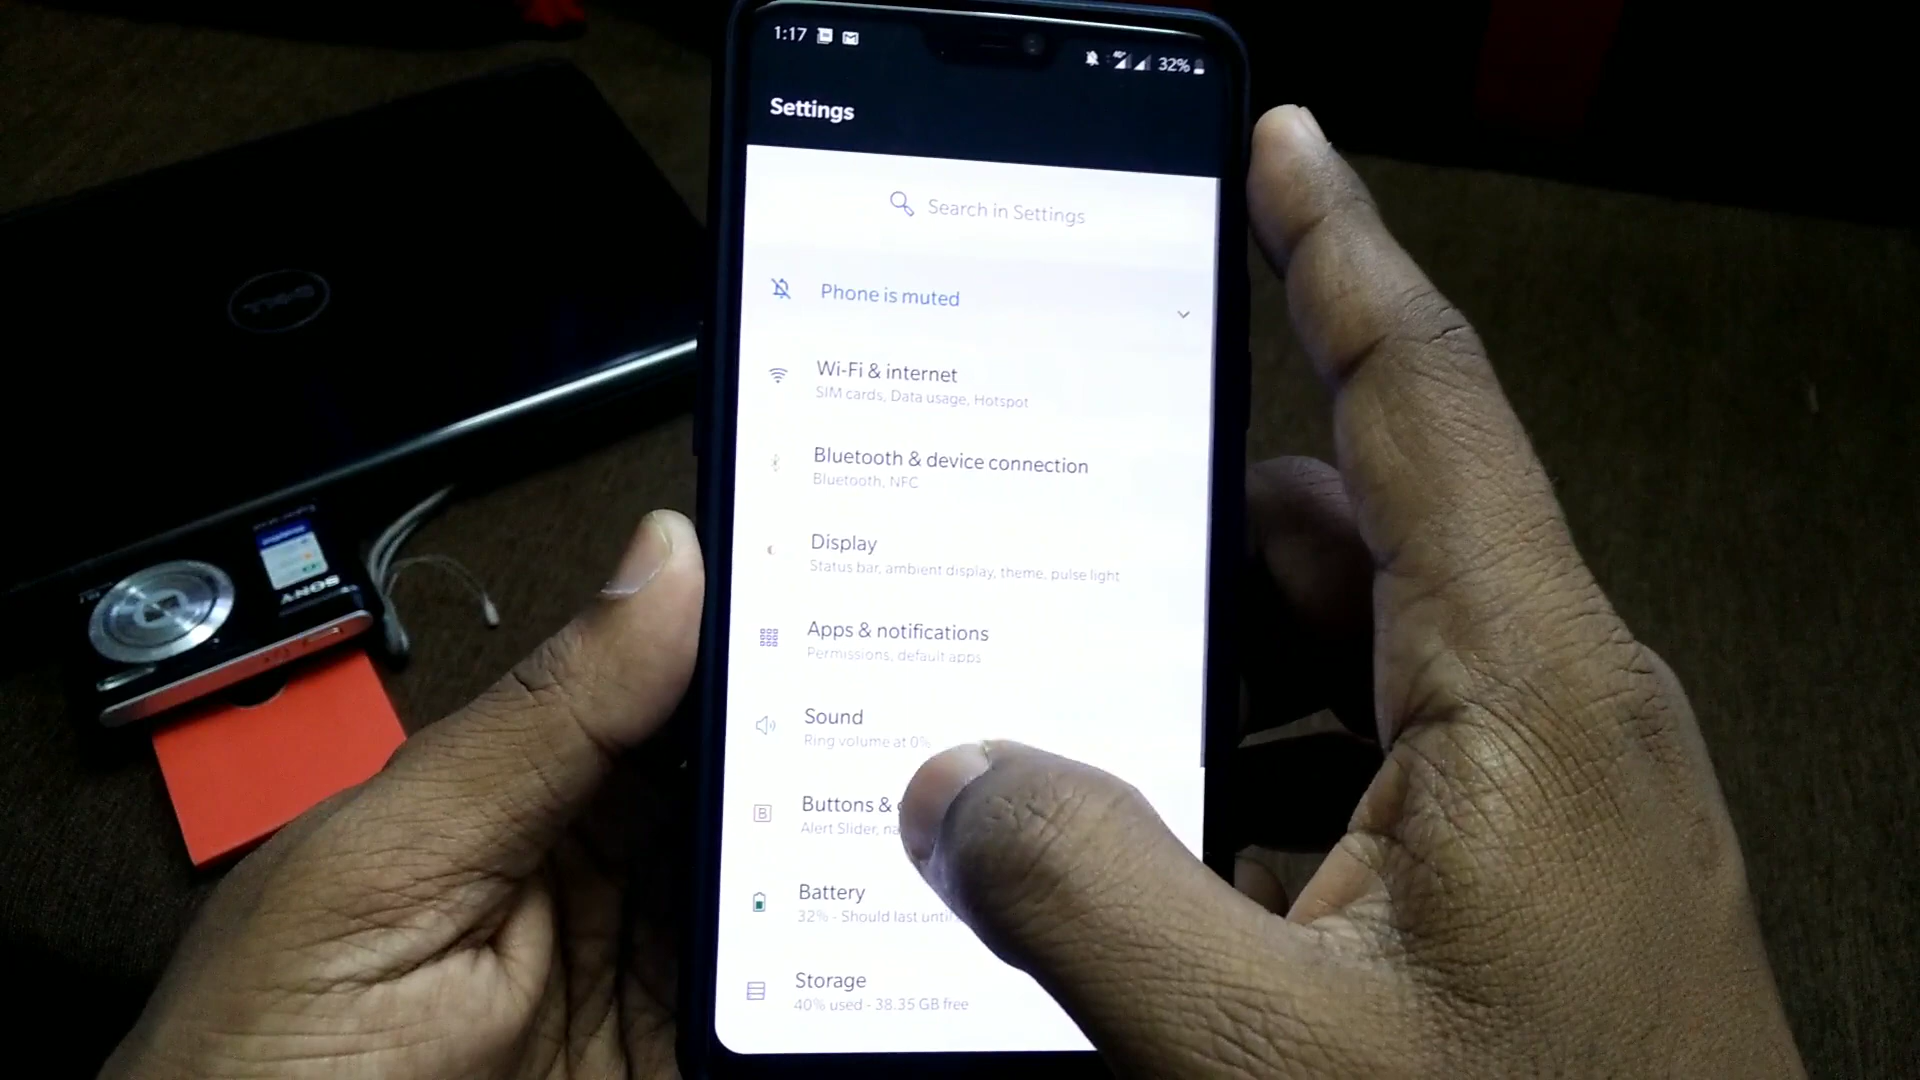 1:17
32%
Settings
Search in Settings
Phone is muted
Wi-Fi & internet
SIM cards, Data usage, Hotspot
Bluetooth & device connection
Bluetooth, NFC
Display
Status bar, ambient display, theme, pulse light
Apps & notifications
Permissions, default apps
Sound
Ring volume at 0%
Buttons &
Alert Slider,
Battery
32% - Should last until
Storage
40% used - 38.35 GB free
DELL
SONY